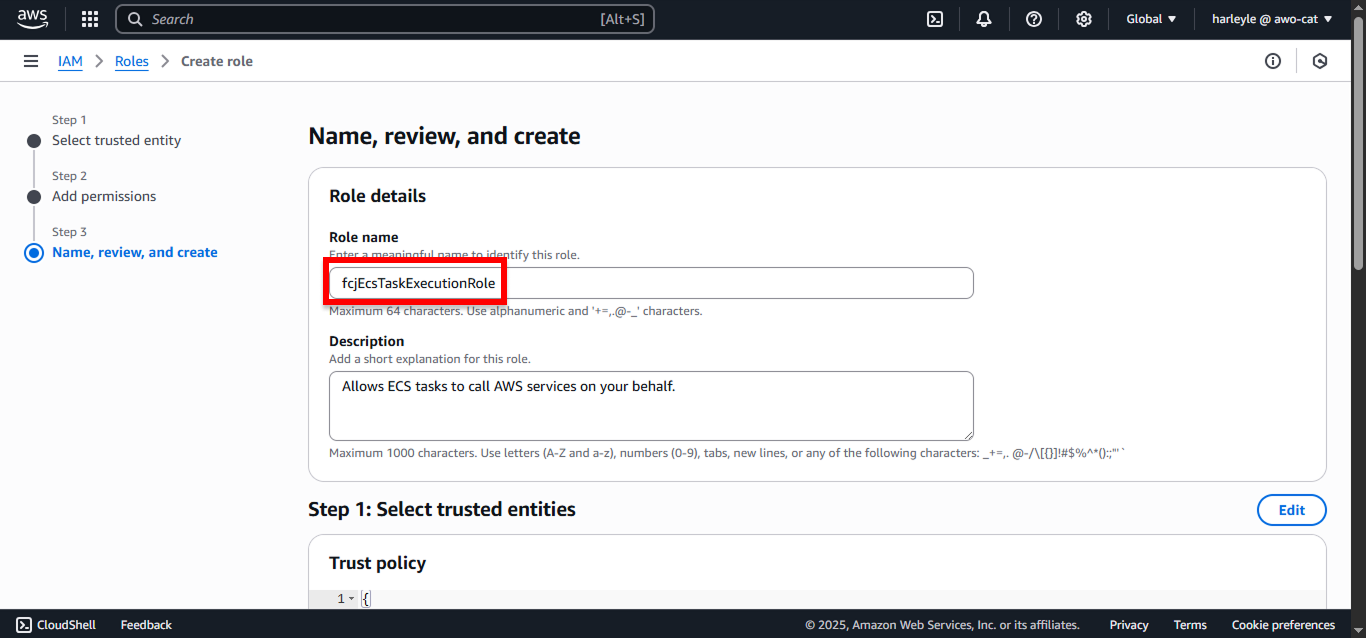 aws
Search [Alt+S]
Global ▼
harleyle @ awo-cat ▼
IAM > Roles > Create role
Step 1
Select trusted entity
Step 2
Add permissions
Step 3
Name, review, and create
Name, review, and create
Role details
Role name
Enter a meaningful name to identify this role.
fcjEcsTaskExecutionRole
Maximum 64 characters. Use alphanumeric and '+=,.@-_' characters.
Description
Add a short explanation for this role.
Allows ECS tasks to call AWS services on your behalf.
Maximum 1000 characters. Use letters (A-Z and a-z), numbers (0-9), tabs, new lines, or any of the following characters: _+=,. @-/\[{}]!#$%^*();:"'`
Step 1: Select trusted entities
Edit
Trust policy
1 {
CloudShell
Feedback
© 2025, Amazon Web Services, Inc. or its affiliates.
Privacy
Terms
Cookie preferences